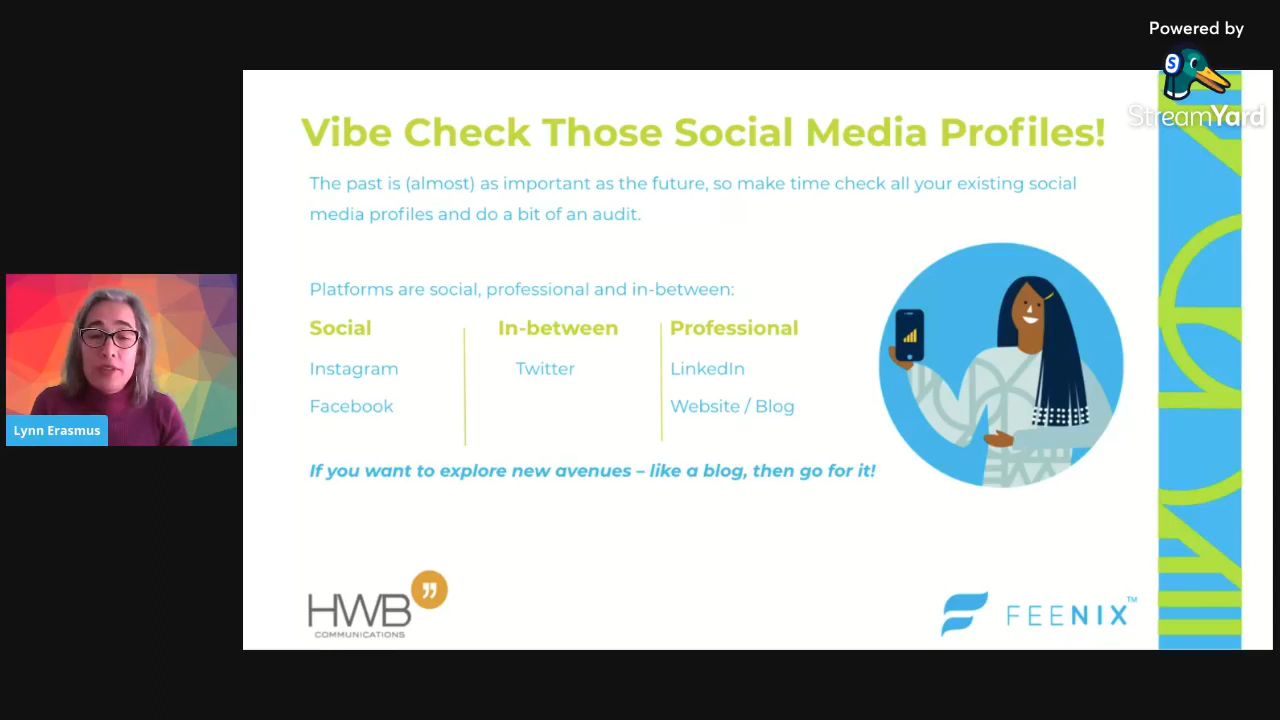 Powered by
StreamYard
Vibe Check Those Social Media Profiles!
The past is (almost) as important as the future, so make time check all your existing social
media profiles and do a bit of an audit.
Platforms are social, professional and in-between:
Social
Instagram
Facebook
In-between
Twitter
Professional
LinkedIn
Website / Blog
If you want to explore new avenues – like a blog, then go for it!
Lynn Erasmus
HWB
COMMUNICATIONS
FEENIX™